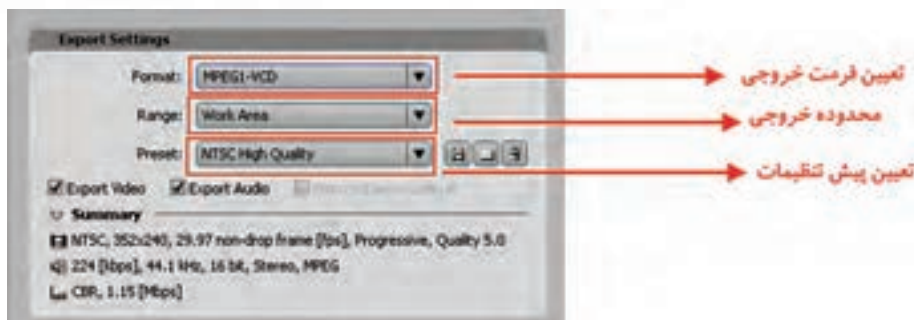 Export Settings
Format: MPEG1-VCD
تعیین فرمت خروجی
Range: Work Area
محدوده خروجی
Preset: NTSC High Quality
تعیین پیش تنظیمات
Export Video Export Audio
Summary
NTSC, 352x240, 29.97 non-drop frame [fps], Progressive, Quality 5.0
224 [kbps], 44.1 kHz, 16 bit, Stereo, MPEG
CBR, 1.15 [Mbps]